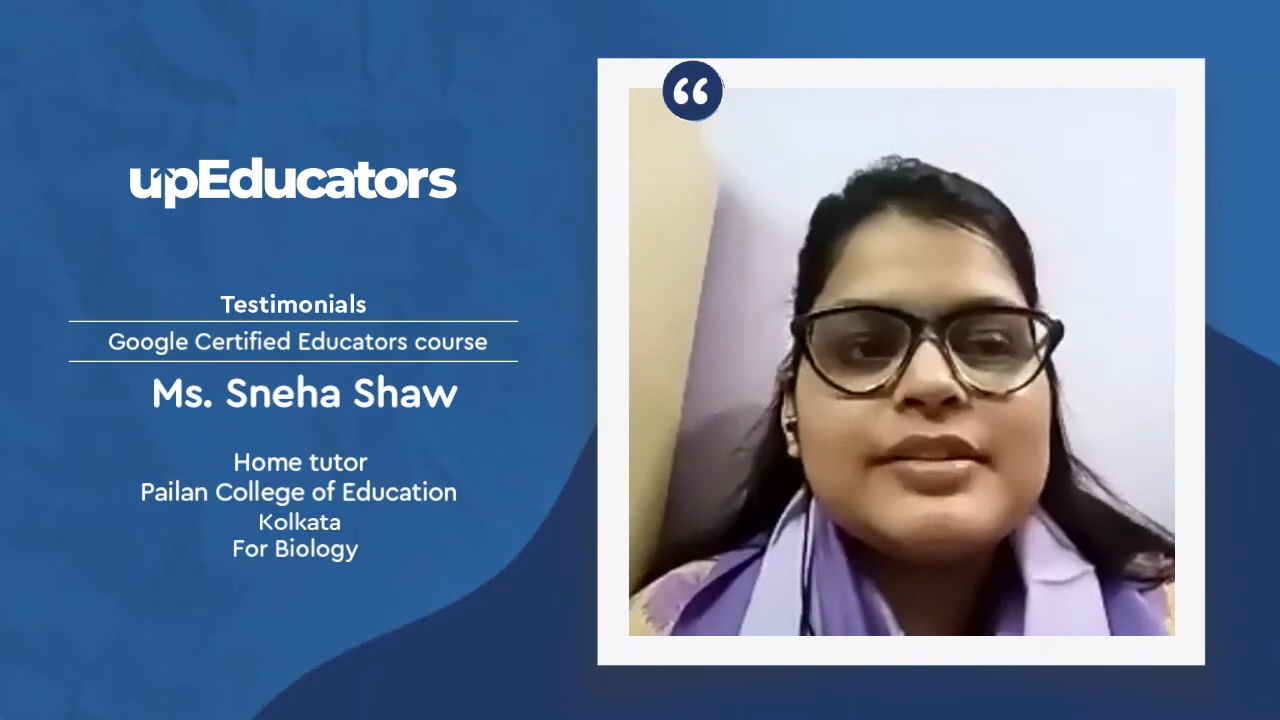 upEducators
Testimonials
Google Certified Educators course
Ms. Sneha Shaw
Home tutor
Pailan College of Education
Kolkata
For Biology